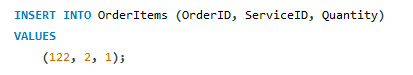 INSERT INTO OrderItems (OrderID, ServiceID, Quantity)
VALUES
(122, 2, 1);